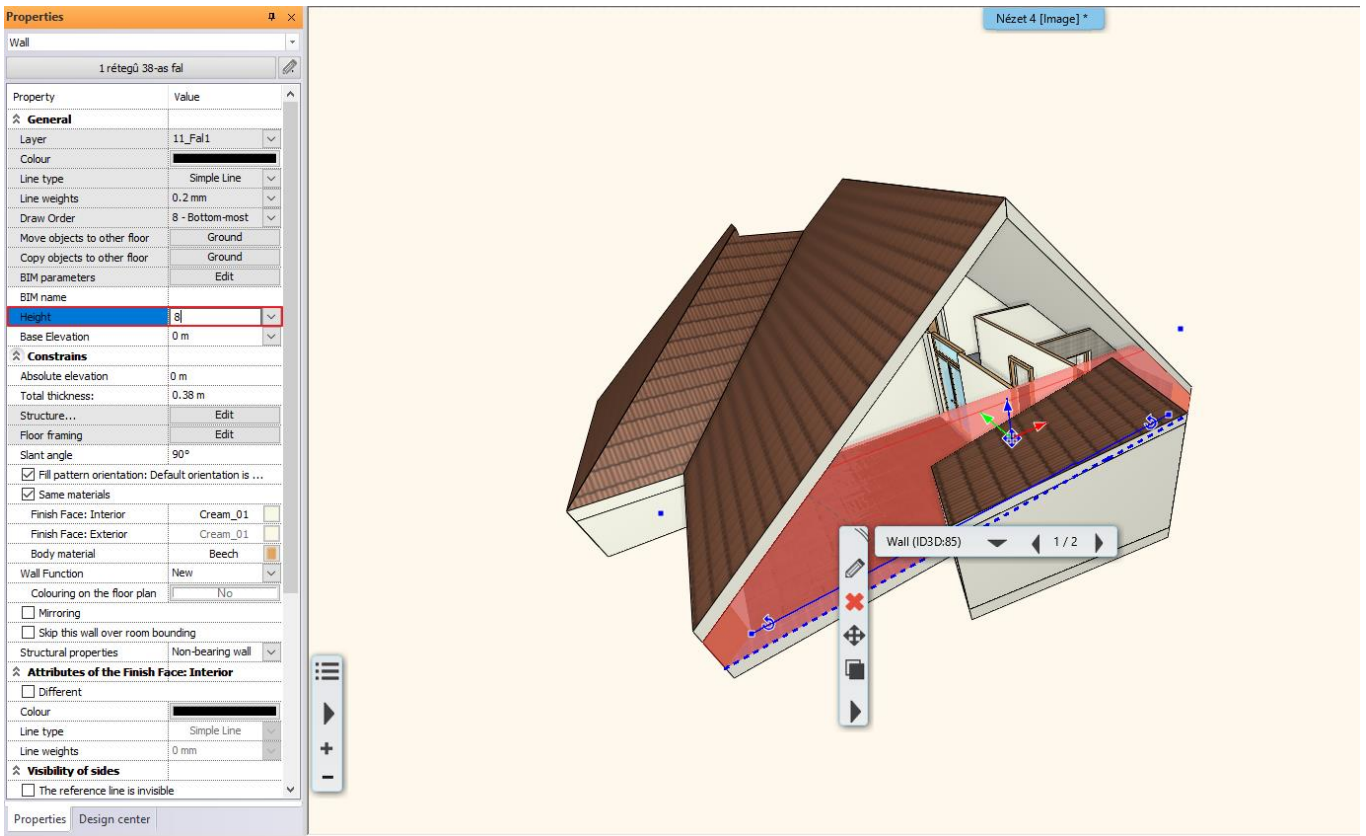 Properties
Wall
1 rétegû 38-as fal
Property Value
General
Layer 11_Fal1
Colour
Line type Simple Line
Line weights 0.2 mm
Draw Order 8 - Bottom-most
Move objects to other floor Ground
Copy objects to other floor Ground
BIM parameters Edit
BIM name
Height 8
Base Elevation 0 m
Constrains
Absolute elevation 0 m
Total thickness: 0.38 m
Structure... Edit
Floor framing Edit
Slant angle 90°
Fill pattern orientation: Default orientation is ...
Same materials
Finish Face: Interior Cream_01
Finish Face: Exterior Cream_01
Body material Beech
Wall Function New
Colouring on the floor plan No
Mirroring
Skip this wall over room bounding
Structural properties Non-bearing wall
Attributes of the Finish Face: Interior
Different
Colour
Line type Simple Line
Line weights 0 mm
Visibility of sides
The reference line is invisible
Properties Design center
Nézet 4 [Image] *
Wall (ID3D:85) 1 / 2